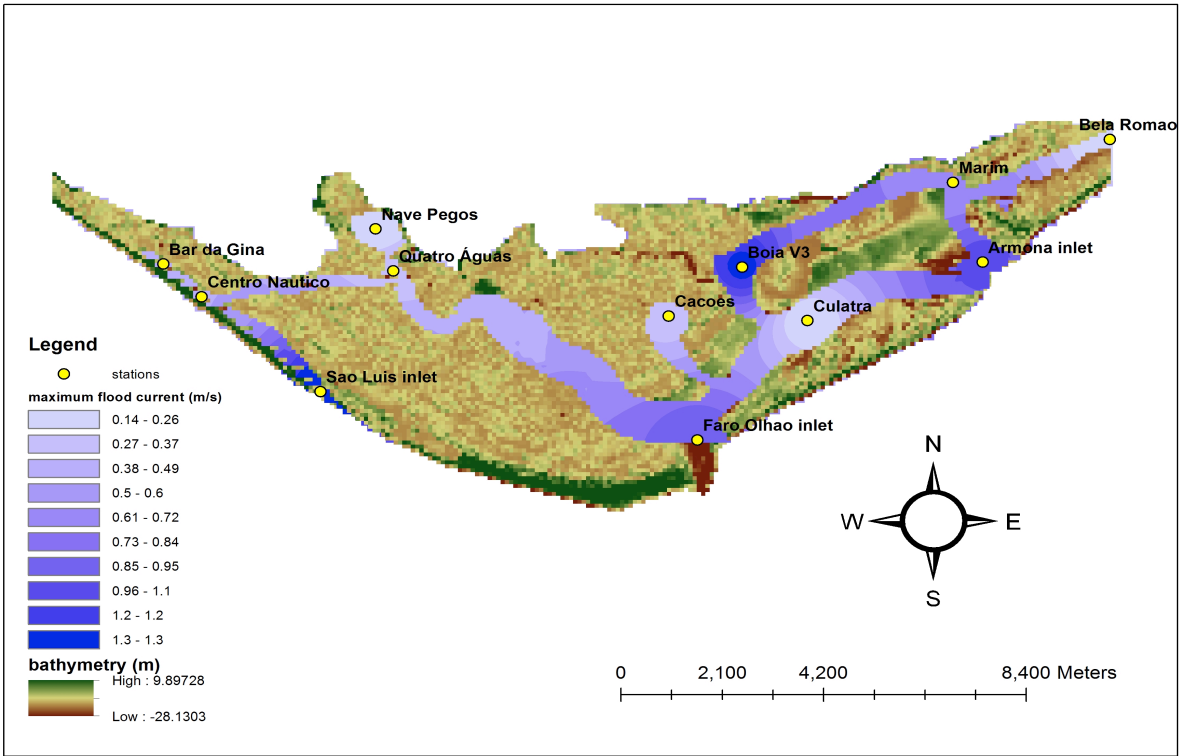 Bela Romao
Marim
Nave Pegos
Bar da Gina
Quatro Águas
Armona inlet
Boia V3
Centro Nautico
Cacoes
Culatra
Sao Luis inlet
Faro Olhao inlet
Legend
stations
maximum flood current (m/s)
0.14 - 0.26
0.27 - 0.37
0.38 - 0.49
0.5 - 0.6
0.61 - 0.72
0.73 - 0.84
0.85 - 0.95
0.96 - 1.1
1.2 - 1.2
1.3 - 1.3
bathymetry (m)
High : 9.89728
Low : -28.1303
N
W E
S
0 2,100 4,200 8,400 Meters